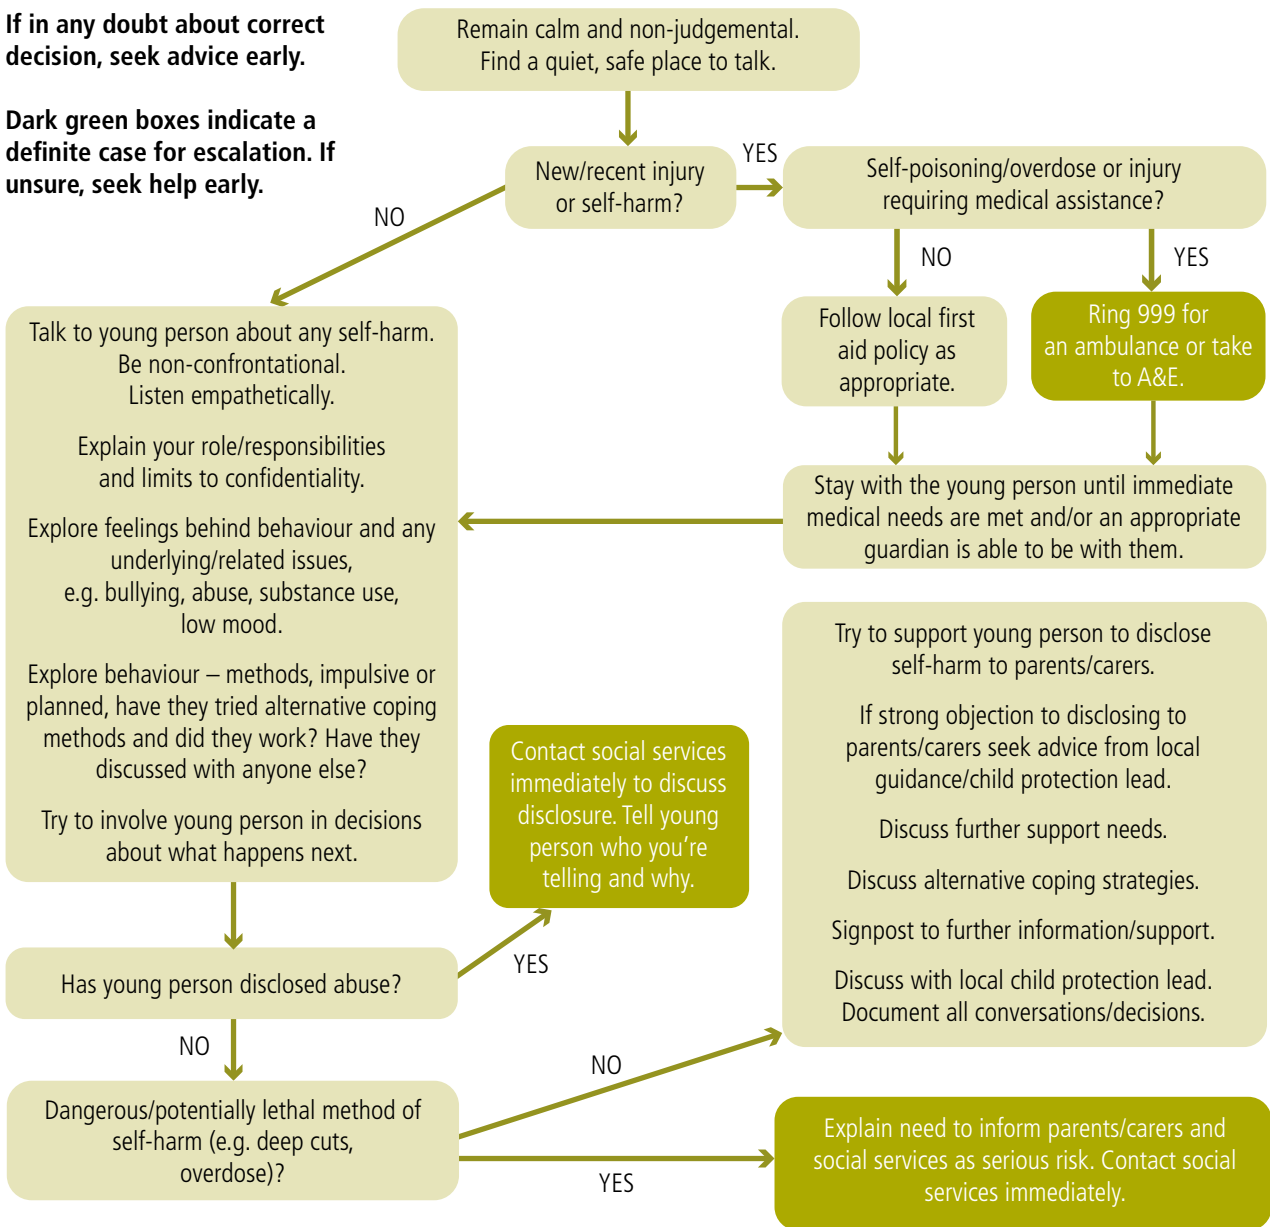 If in any doubt about correct
decision, seek advice early.
Dark green boxes indicate a
definite case for escalation. If
unsure, seek help early.
Remain calm and non-judgemental.
Find a quiet, safe place to talk.
New/recent injury
or self-harm?
YES
Self-poisoning/overdose or injury
requiring medical assistance?
NO
NO
YES
Follow local first
aid policy as
appropriate.
Ring 999 for
an ambulance or take
to A&E.
Stay with the young person until immediate
medical needs are met and/or an appropriate
guardian is able to be with them.
Talk to young person about any self-harm.
Be non-confrontational.
Listen empathetically.
Explain your role/responsibilities
and limits to confidentiality.
Explore feelings behind behaviour and any
underlying/related issues,
e.g. bullying, abuse, substance use,
low mood.
Explore behaviour – methods, impulsive or
planned, have they tried alternative coping
methods and did they work? Have they
discussed with anyone else?
Try to involve young person in decisions
about what happens next.
Has young person disclosed abuse?
YES
Contact social services
immediately to discuss
disclosure. Tell young
person who you're
telling and why.
NO
Dangerous/potentially lethal method of
self-harm (e.g. deep cuts,
overdose)?
NO
Try to support young person to disclose
self-harm to parents/carers.
If strong objection to disclosing to
parents/carers seek advice from local
guidance/child protection lead.
Discuss further support needs.
Discuss alternative coping strategies.
Signpost to further information/support.
Discuss with local child protection lead.
Document all conversations/decisions.
YES
Explain need to inform parents/carers and
social services as serious risk. Contact social
services immediately.